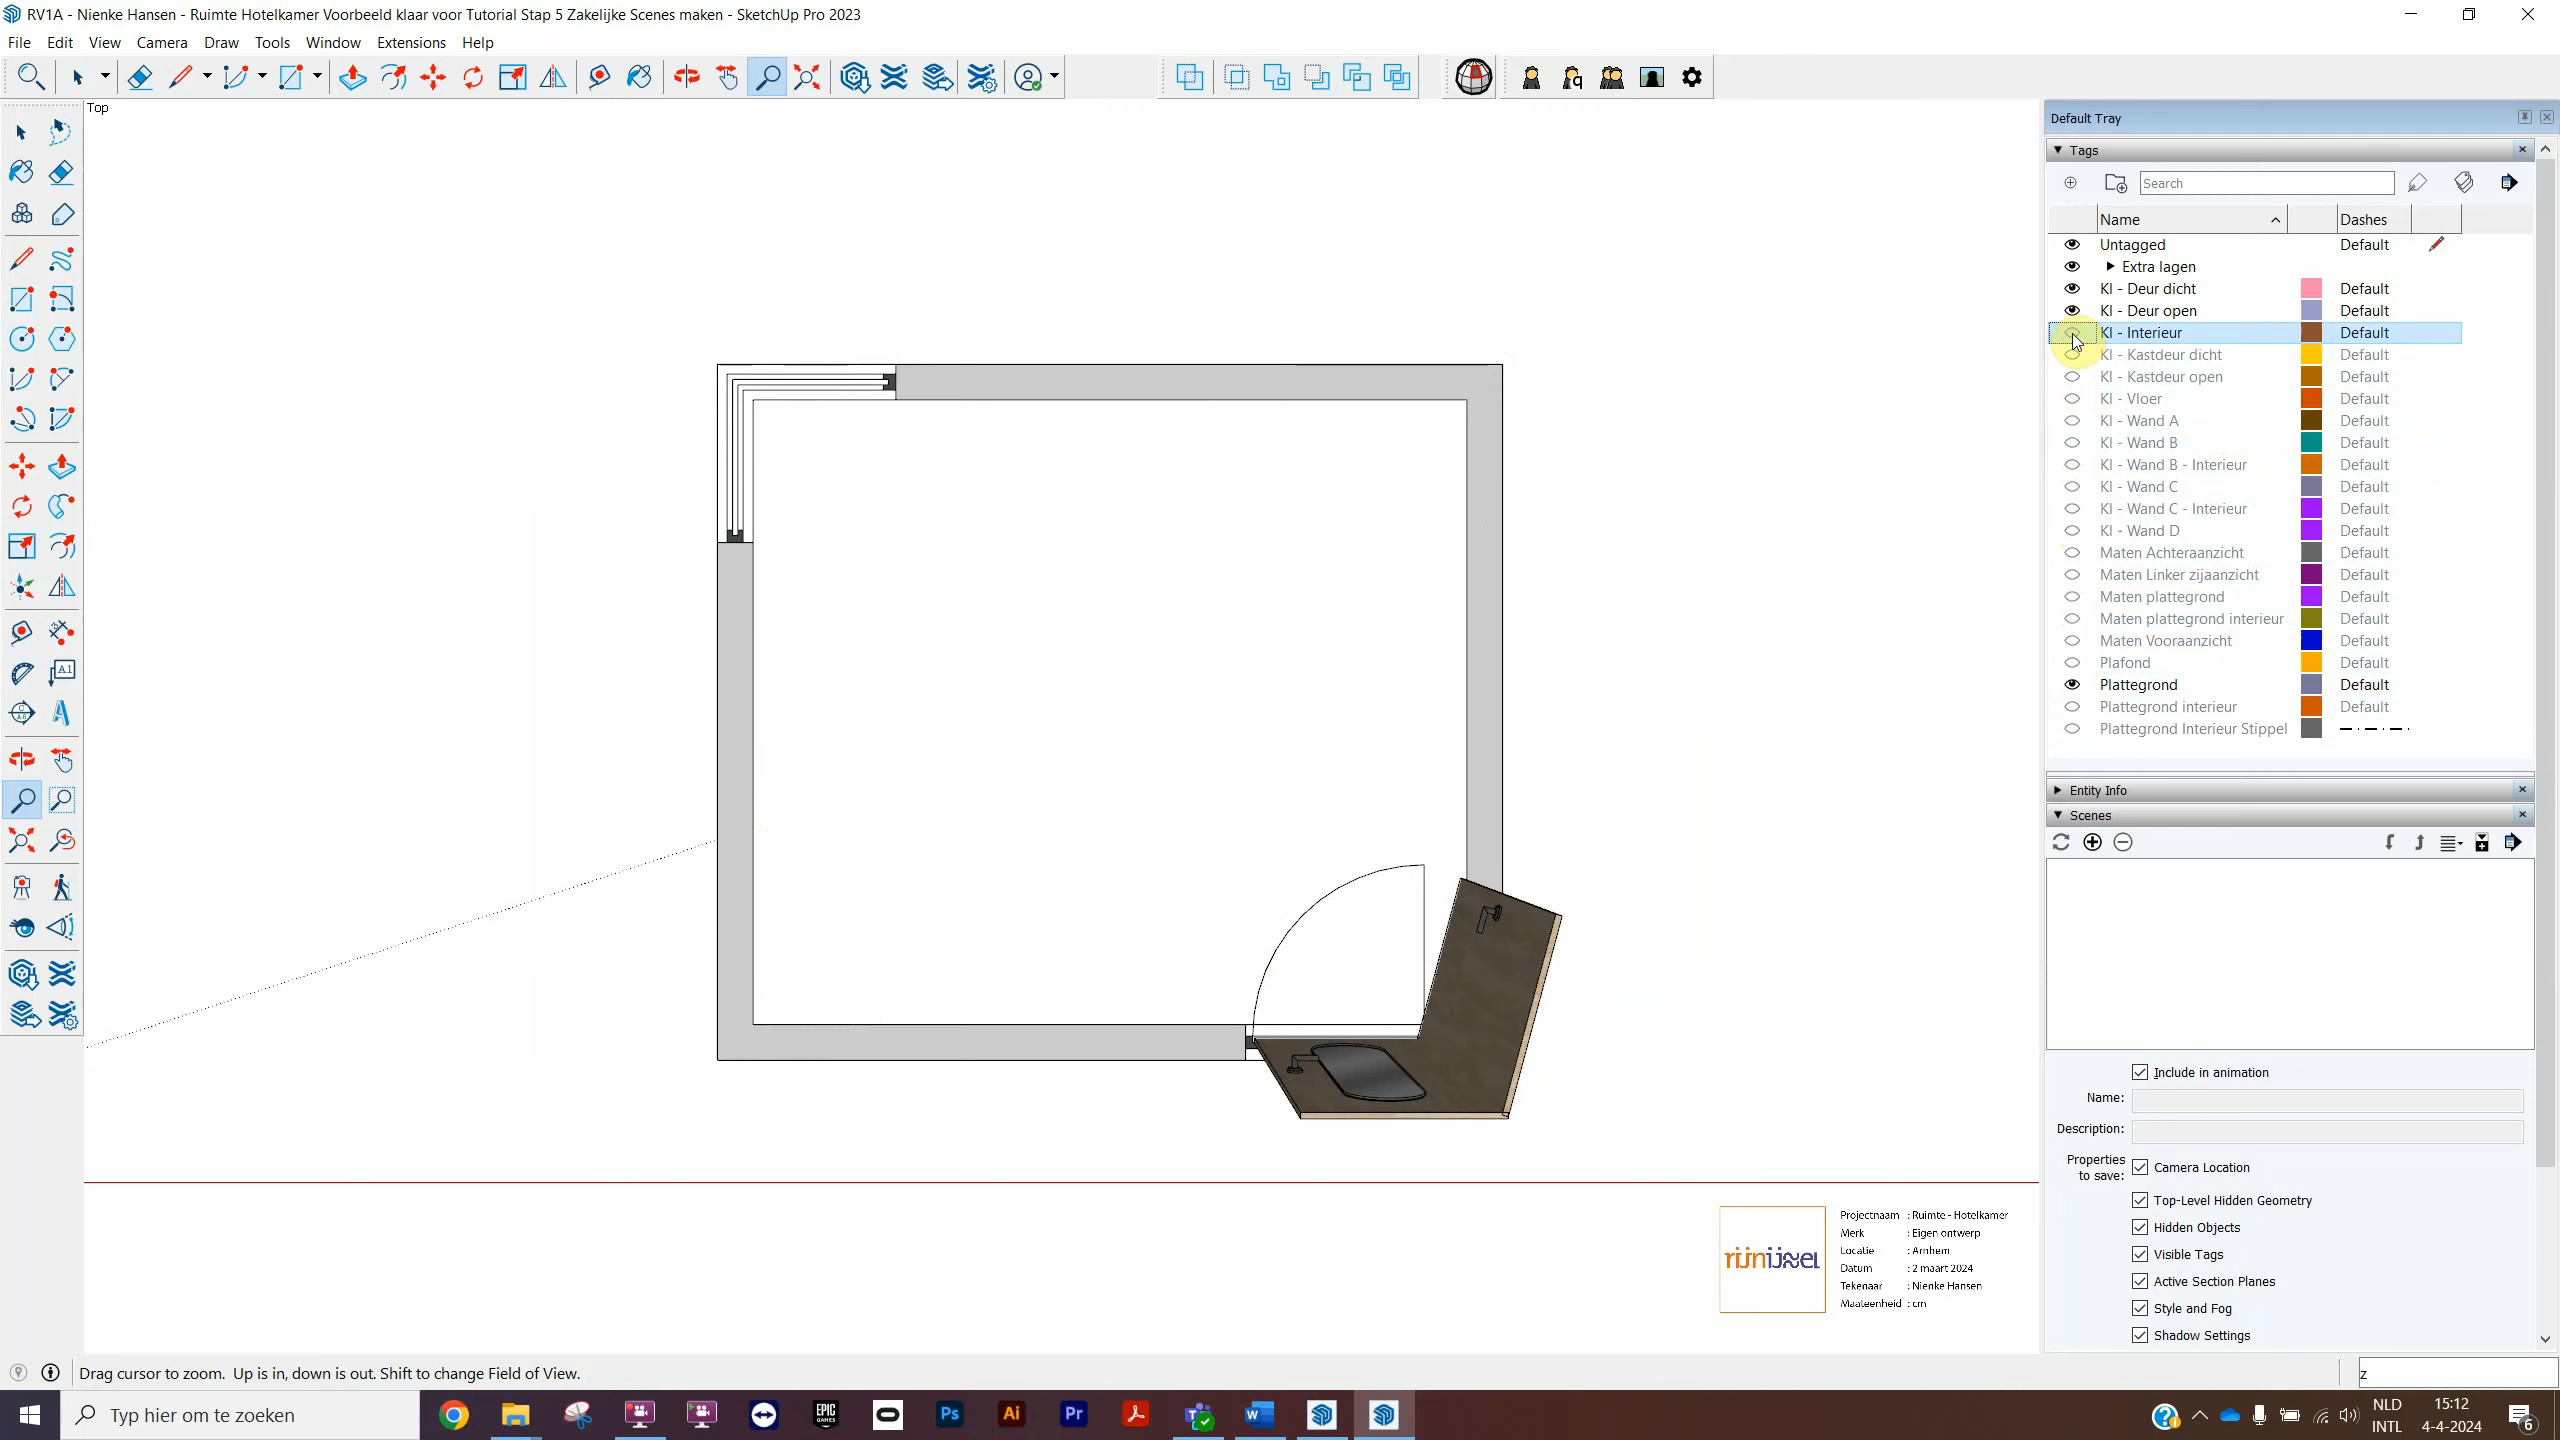 RV1A - Nienke Hansen - Ruimte Hotelkamer Voorbeeld klaar voor Tutorial Stap 5 Zakelijke Scenes maken - SketchUp Pro 2023
File Edit View Camera Draw Tools Window Extensions Help
Top
Default Tray
Tags
Search
Name Dashes
Untagged Default
Extra lagen
KI - Deur dicht Default
KI - Deur open Default
KI - Interieur Default
KI - Kastdeur dicht Default
KI - Kastdeur open Default
KI - Vloer Default
KI - Wand A Default
KI - Wand B Default
KI - Wand B - Interieur Default
KI - Wand C Default
KI - Wand C - Interieur Default
KI - Wand D Default
Maten Achteraanzicht Default
Maten Linker zijaanzicht Default
Maten plattegrond Default
Maten plattegrond interieur Default
Maten Vooraanzicht Default
Plafond Default
Plattegrond Default
Plattegrond interieur Default
Plattegrond Interieur Stippel
Entity Info
Scenes
Include in animation
Name:
Description:
Properties to save:
Camera Location
Top-Level Hidden Geometry
Hidden Objects
Visible Tags
Active Section Planes
Style and Fog
Shadow Settings
rijnijssel
Projectnaam : Ruimte - Hotelkamer
Merk : Eigen ontwerp
Locatie : Arnhem
Datum : 2 maart 2024
Tekenaar : Nienke Hansen
Maateenheid : cm
Drag cursor to zoom. Up is in, down is out. Shift to change Field of View.
z
Typ hier om te zoeken
EPIC GAMES
Ps
Ai
Pr
NLD
INTL
15:12
4-4-2024
6